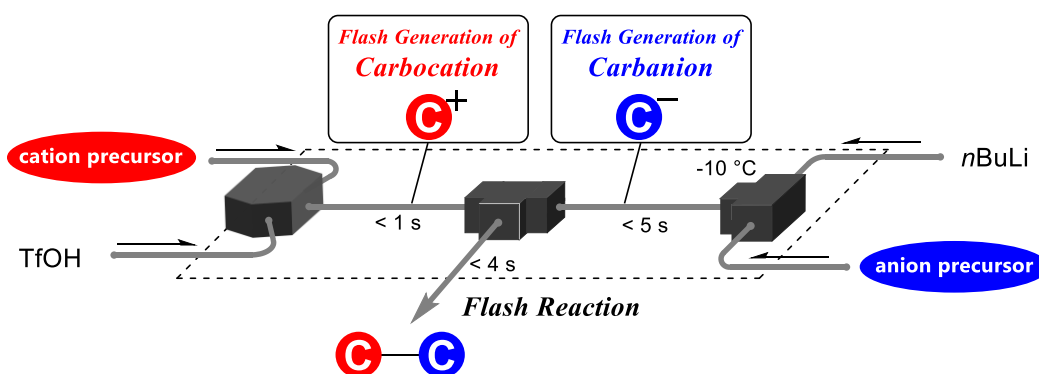 Flash Generation of
Carbocation
C+
Flash Generation of
Carbanion
C−
cation precursor
-10 °C
nBuLi
< 1 s
< 5 s
TfOH
< 4 s
anion precursor
Flash Reaction
C—C